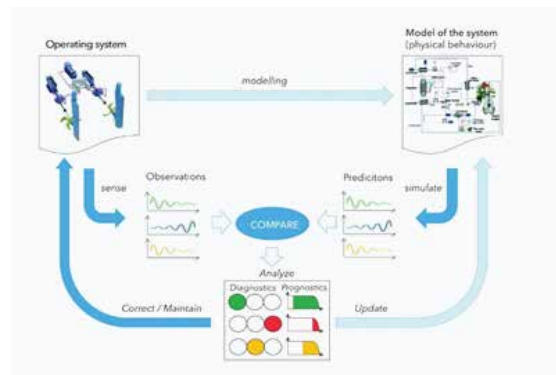 Operating system
Model of the system
(physical behaviour)
modelling
sense
Observations
Predicitons
simulate
COMPARE
Analyze
Diagnostics
Prognostics
Correct / Maintain
Update